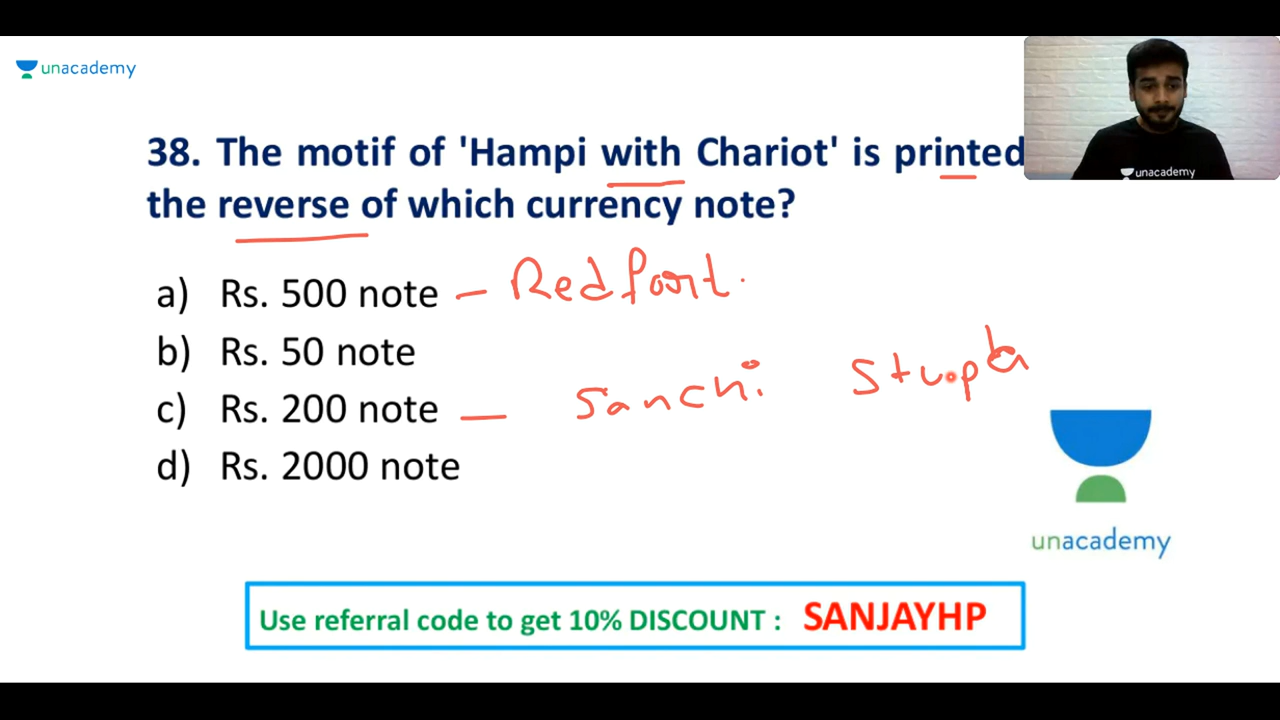 unacademy
unacademy
38. The motif of 'Hampi with Chariot' is printed
the reverse of which currency note?
a) Rs. 500 note – Red fort.
b) Rs. 50 note
c) Rs. 200 note – Sanchi Stupa
d) Rs. 2000 note
unacademy
Use referral code to get 10% DISCOUNT : SANJAYHP